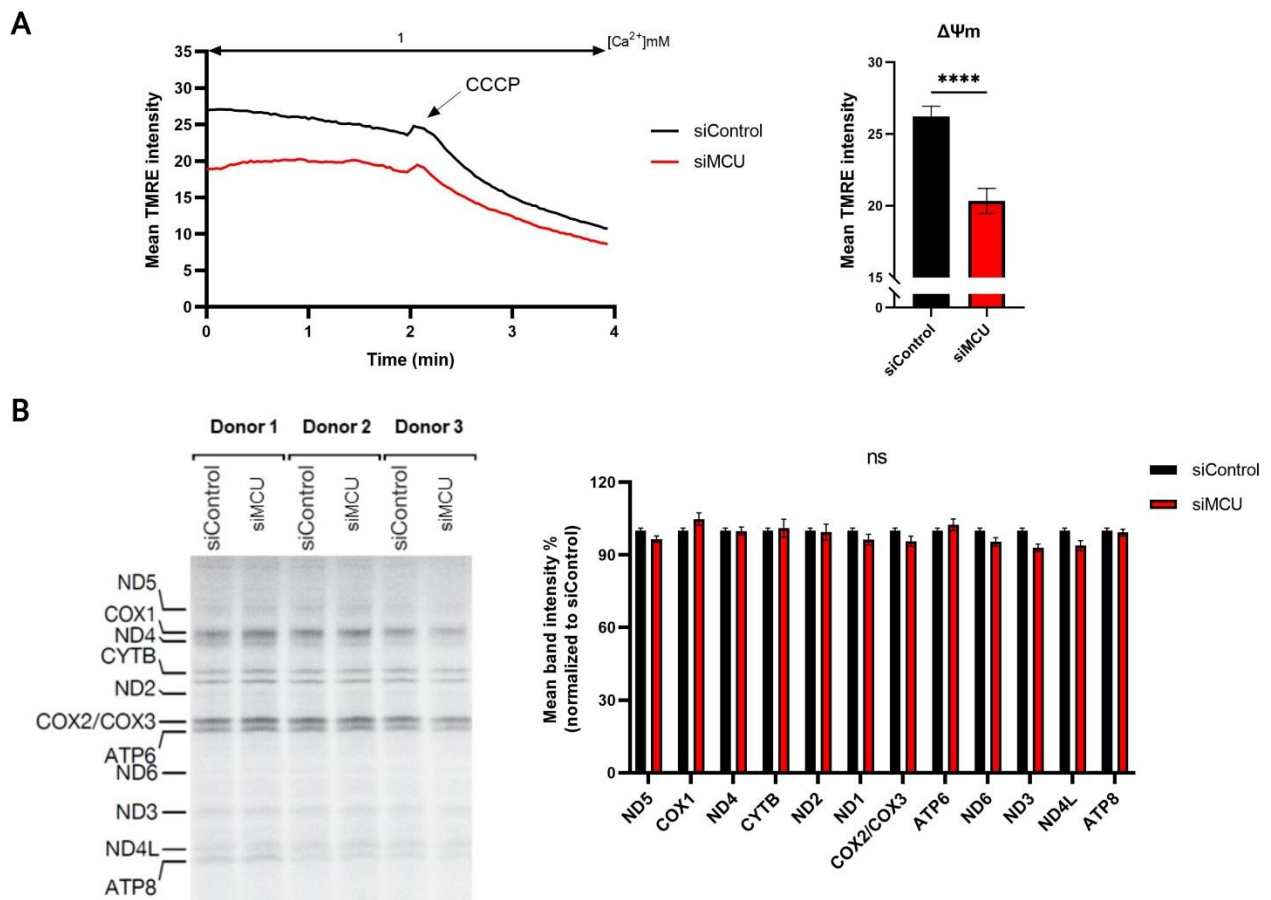 A
1
[Ca²⁺]mM
35
30
25
20
15
10
5
0
Mean TMRE intensity
CCCP
0 1 2 3 4
Time (min)
siControl
siMCU
ΔΨm
****
Mean TMRE intensity
25
20
15
0
siControl
siMCU
B
Donor 1 Donor 2 Donor 3
siControl siMCU siControl siMCU siControl siMCU
ND5
COX1
ND4
CYTB
ND2
COX2/COX3
ATP6
ND6
ND3
ND4L
ATP8
ns
siControl
siMCU
Mean band intensity %
(normalized to siControl)
120
90
60
30
0
ND5 COX1 ND4 CYTB ND2 ND1 COX2/COX3 ATP6 ND6 ND3 ND4L ATP8